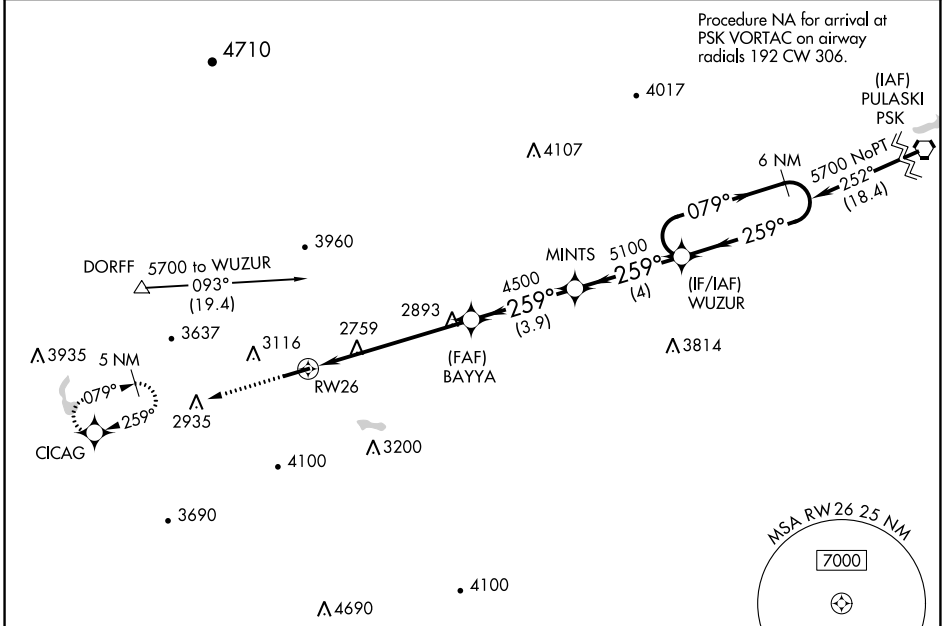 Procedure NA for arrival at
PSK VORTAC on airway
radials 192 CW 306.
4710
4017
(IAF)
PULASKI
PSK
4107
6 NM
5700 NoPT
252°
(18.4)
079°
259°
3960
MINTS
5100
259°
(4)
(IF/IAF)
WUZUR
DORFF
5700 to WUZUR
093°
(19.4)
4500
259°
(3.9)
2893
(FAF)
BAYYA
3637
2759
3116
3814
3935
5 NM
079°
259°
RW26
2935
CICAG
3200
4100
3690
MSA RW26 25 NM
7000
4100
4690